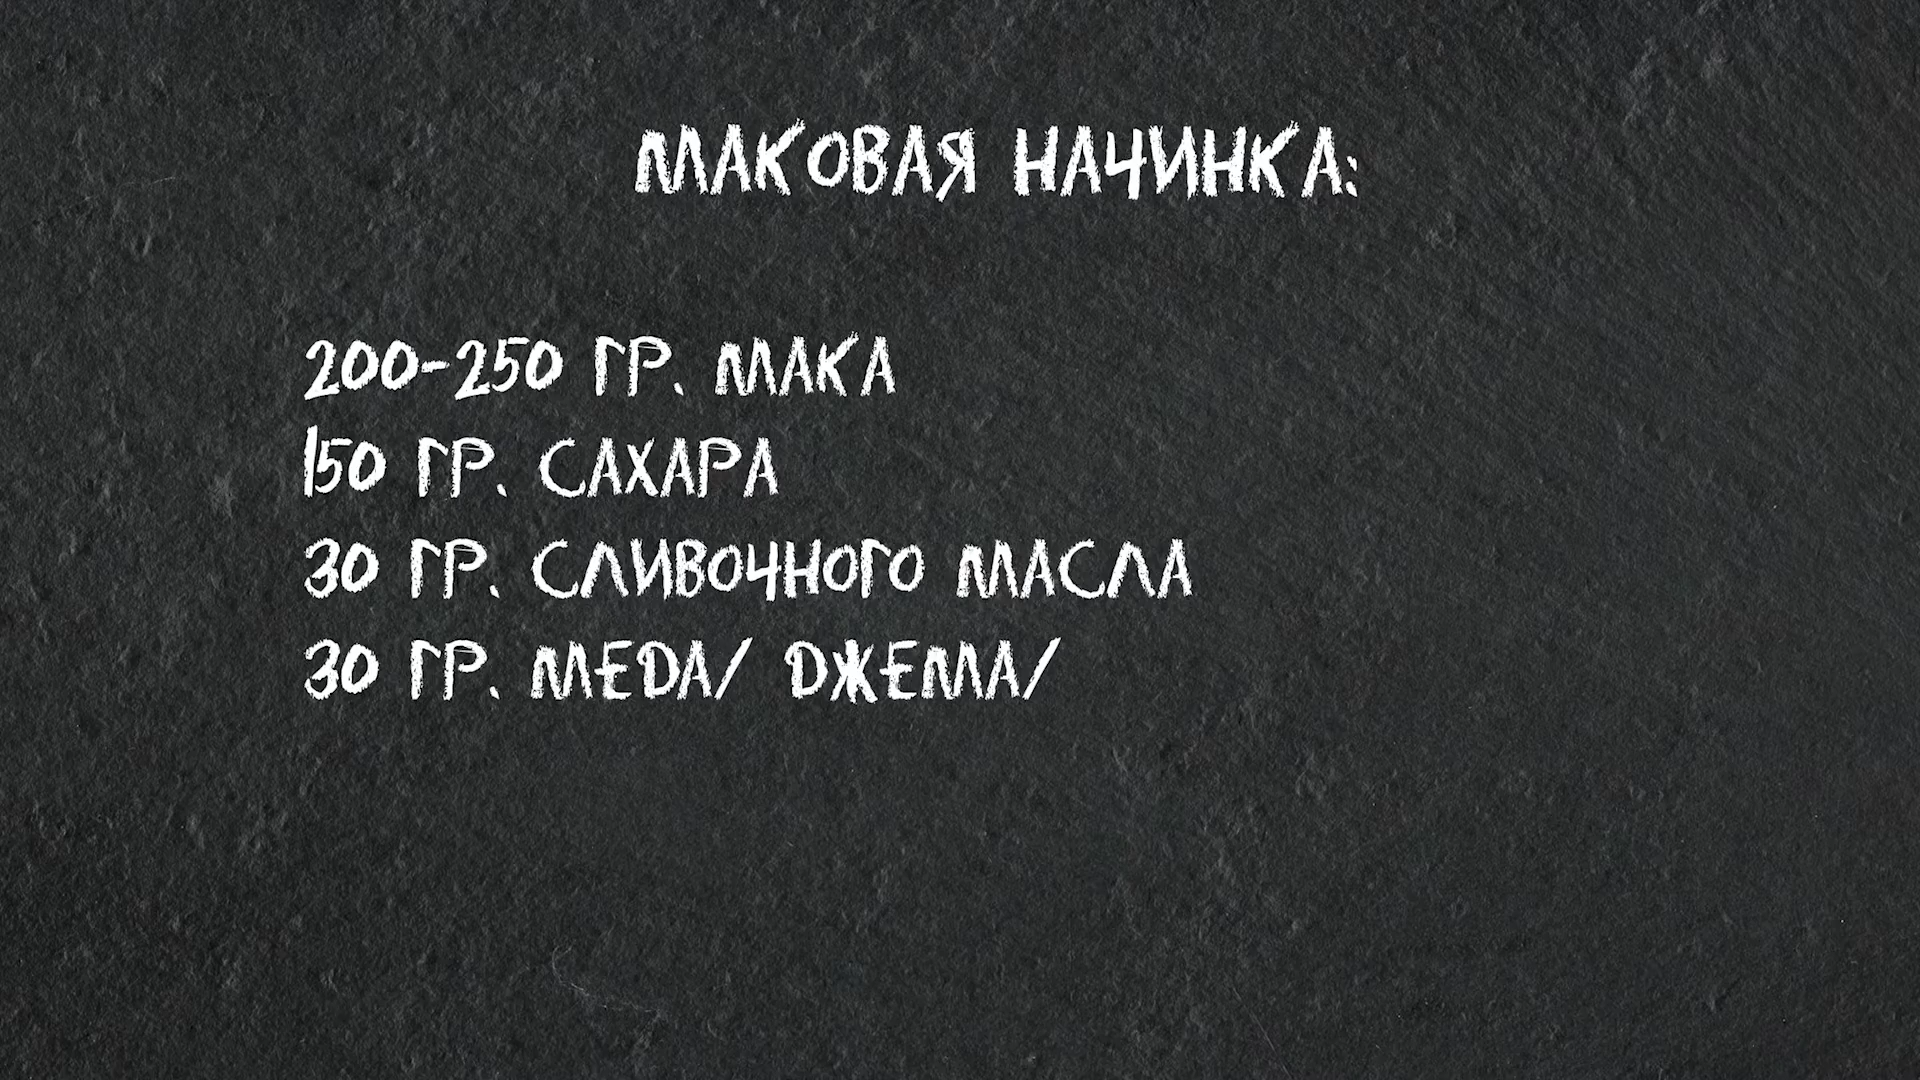 МАКОВАЯ НАЧИНКА:
200-250 ГР. МАКА
150 ГР. САХАРА
30 ГР. СЛИВОЧНОГО МАСЛА
30 ГР. МЕДА/ ДЖЕМА/